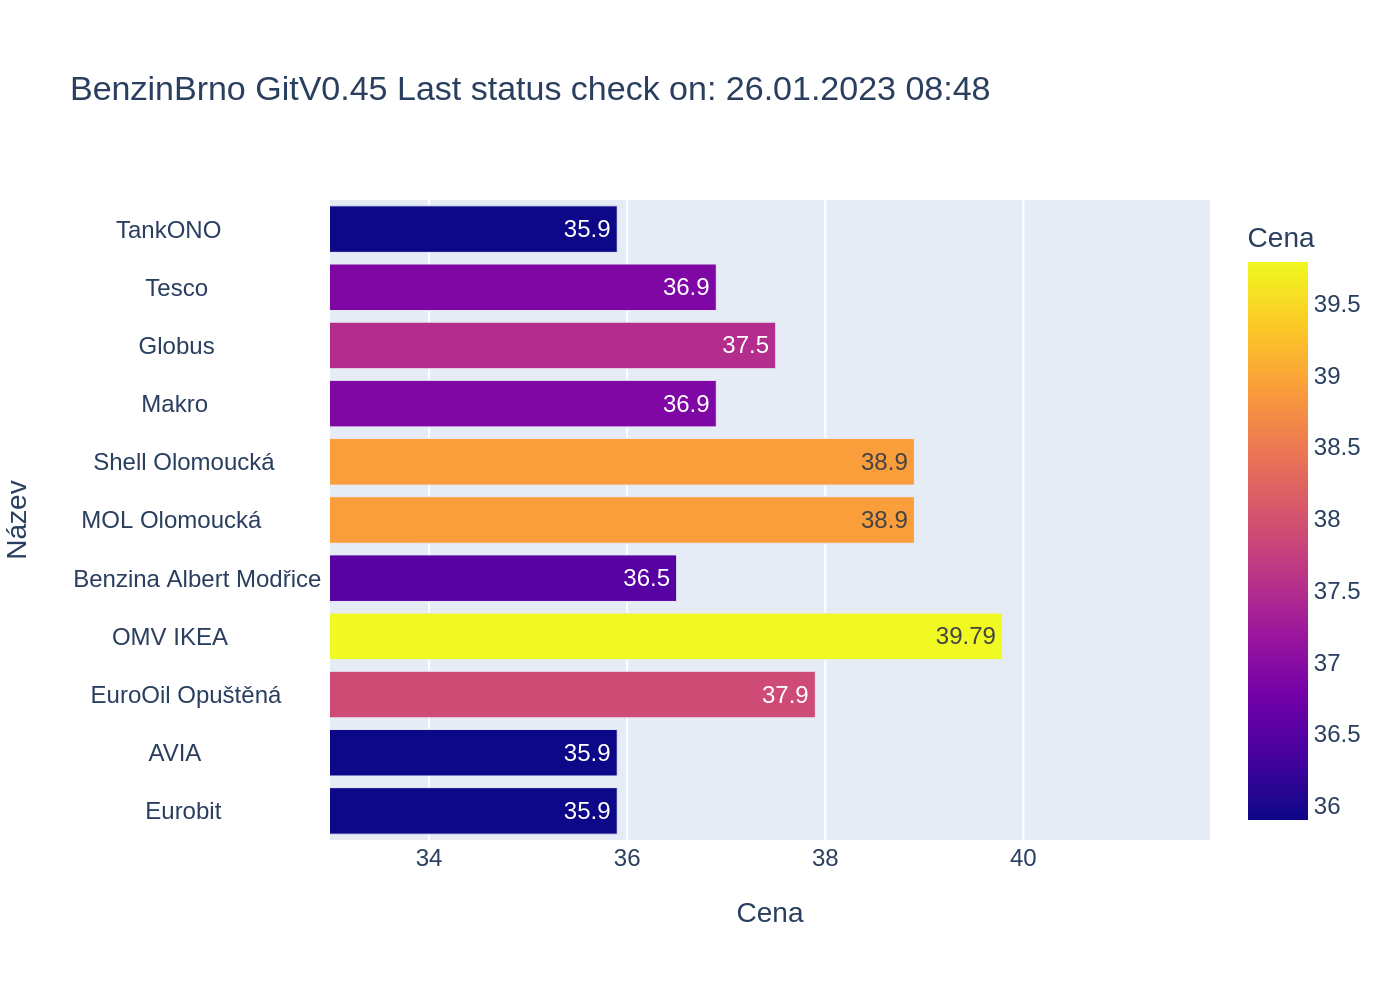 BenzinBrno GitV0.45 Last status check on: 26.01.2023 08:48
Název
TankONO 35.9
Tesco 36.9
Globus 37.5
Makro 36.9
Shell Olomoucká 38.9
MOL Olomoucká 38.9
Benzina Albert Modřice 36.5
OMV IKEA 39.79
EuroOil Opuštěná 37.9
AVIA 35.9
Eurobit 35.9
34 36 38 40
Cena
Cena
39.5
39
38.5
38
37.5
37
36.5
36